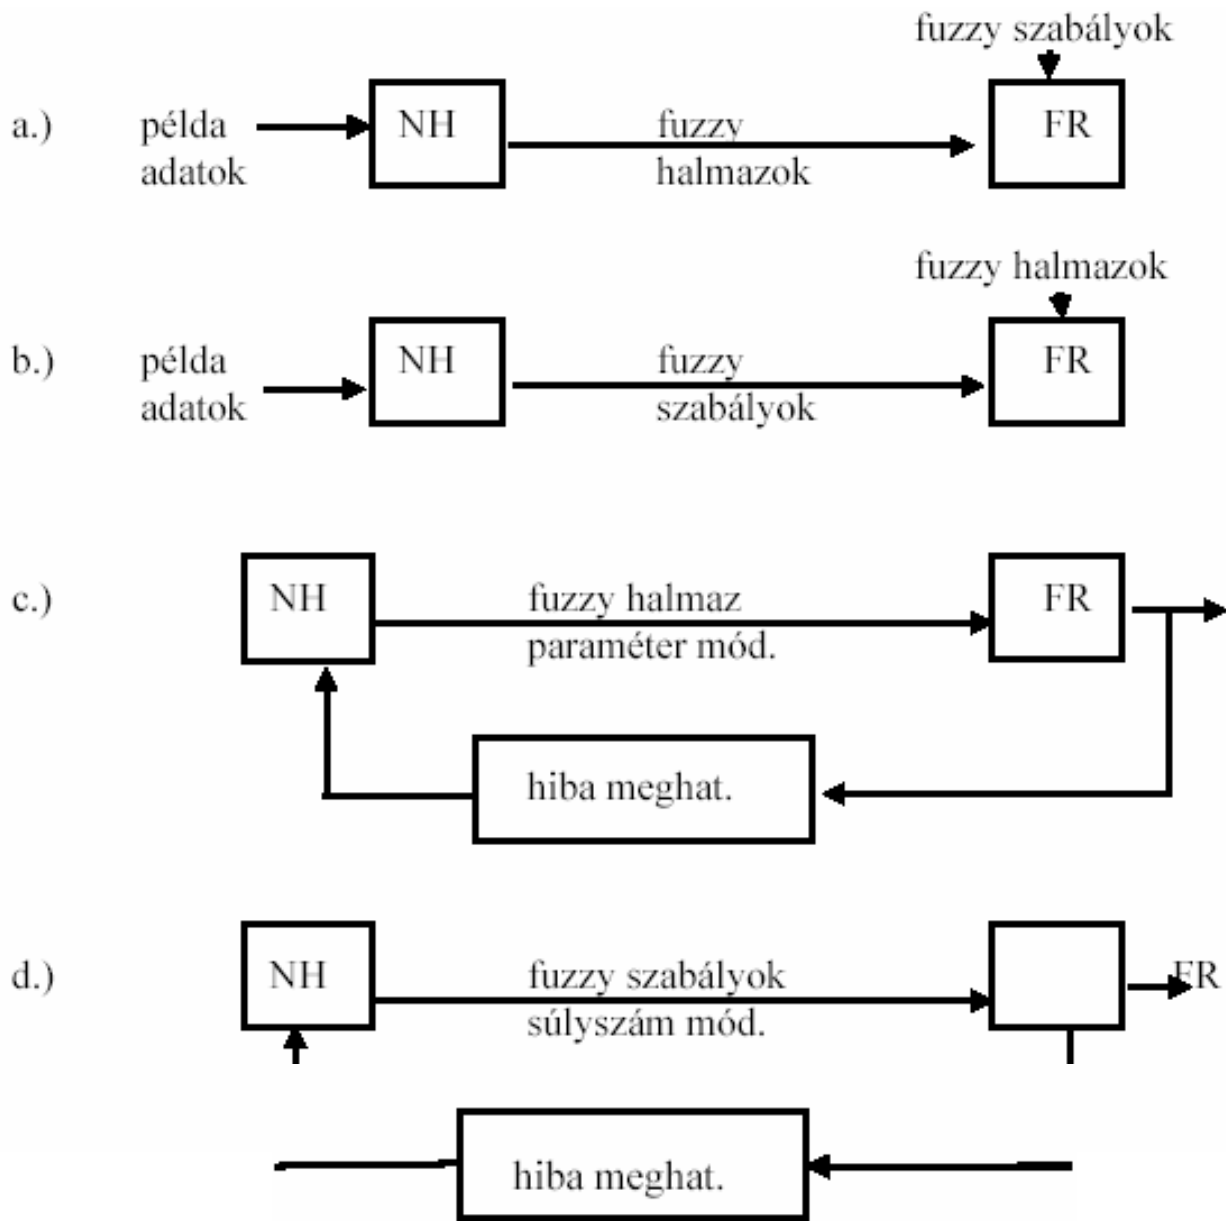 fuzzy szabályok
a.) példa NH fuzzy FR
adatok halmazok
fuzzy halmazok
b.) példa NH fuzzy FR
adatok szabályok
c.) NH fuzzy halmaz FR
paraméter mód.
hiba meghat.
d.) NH fuzzy szabályok FR
súlyszám mód.
hiba meghat.